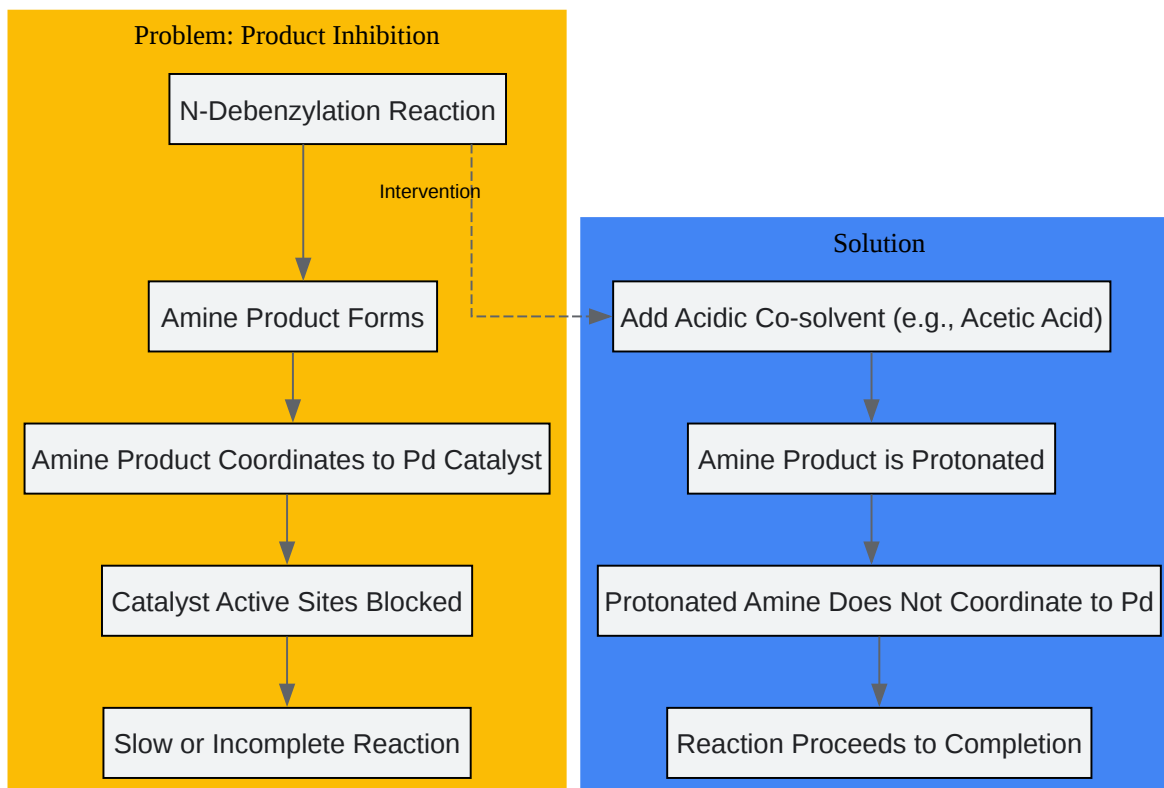 Problem: Product Inhibition
N-Debenzylation Reaction
Intervention
Amine Product Forms
Amine Product Coordinates to Pd Catalyst
Catalyst Active Sites Blocked
Slow or Incomplete Reaction
Solution
Add Acidic Co-solvent (e.g., Acetic Acid)
Amine Product is Protonated
Protonated Amine Does Not Coordinate to Pd
Reaction Proceeds to Completion